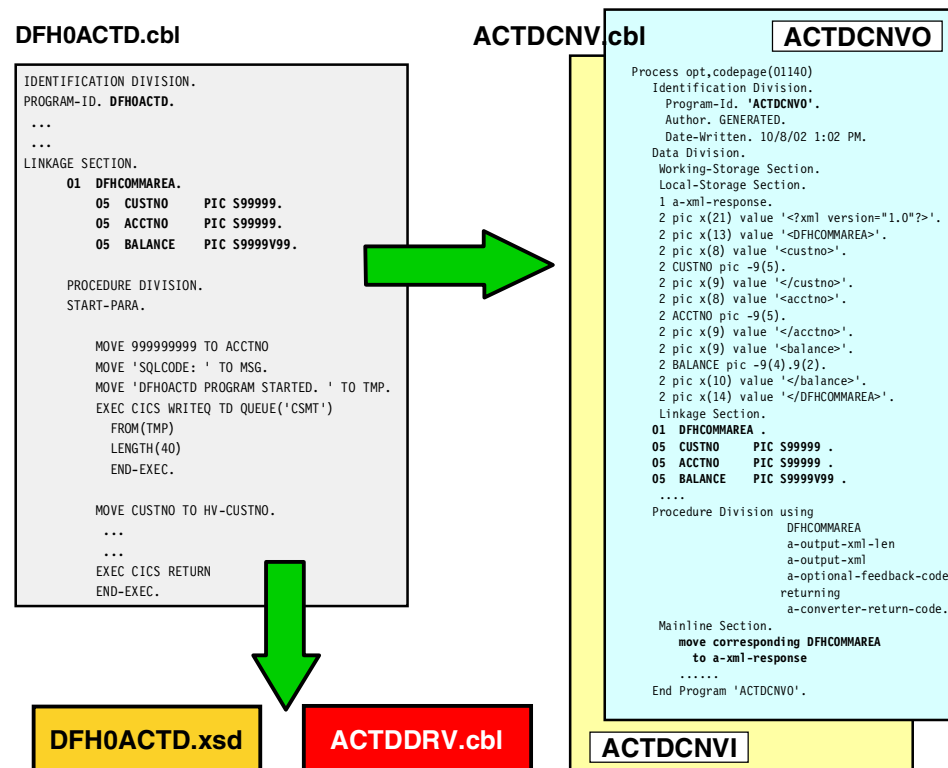 DFH0ACTD.cbl
IDENTIFICATION DIVISION.
PROGRAM-ID. DFHOACTD.
...
...
LINKAGE SECTION.
01 DFHCOMMAREA.
05 CUSTNO PIC S99999.
05 ACCTNO PIC S99999.
05 BALANCE PIC S9999V99.
PROCEDURE DIVISION.
START-PARA.
MOVE 999999999 TO ACCTNO
MOVE 'SQLCODE: ' TO MSG.
MOVE 'DFHOACTD PROGRAM STARTED. ' TO TMP.
EXEC CICS WRITEQ TD QUEUE('CSMT')
FROM(TMP)
LENGTH(40)
END-EXEC.
MOVE CUSTNO TO HV-CUSTNO.
...
...
EXEC CICS RETURN
END-EXEC.
DFH0ACTD.xsd
ACTDDRV.cbl
ACTDCNV.cbl
ACTDCNVO
Process opt,codepage(01140)
Identification Division.
Program-Id. 'ACTDCNVO'.
Author. GENERATED.
Date-Written. 10/8/02 1:02 PM.
Data Division.
Working-Storage Section.
Local-Storage Section.
1 a-xml-response.
2 pic x(21) value '<?xml version="1.0"?>'.
2 pic x(13) value '<DFHCOMMAREA>'.
2 pic x(8) value '<custno>'.
2 CUSTNO pic -9(5).
2 pic x(9) value '</custno>'.
2 pic x(8) value '<acctno>'.
2 ACCTNO pic -9(5).
2 pic x(9) value '</acctno>'.
2 pic x(9) value '<balance>'.
2 BALANCE pic -9(4).9(2).
2 pic x(10) value '</balance>'.
2 pic x(14) value '</DFHCOMMAREA>'.
Linkage Section.
01 DFHCOMMAREA .
05 CUSTNO PIC S99999 .
05 ACCTNO PIC S99999 .
05 BALANCE PIC S9999V99 .
....
Procedure Division using
DFHCOMMAREA
a-output-xml-len
a-output-xml
a-optional-feedback-code
returning
a-converter-return-code.
Mainline Section.
move corresponding DFHCOMMAREA
to a-xml-response
......
End Program 'ACTDCNVO'.
ACTDCNVI